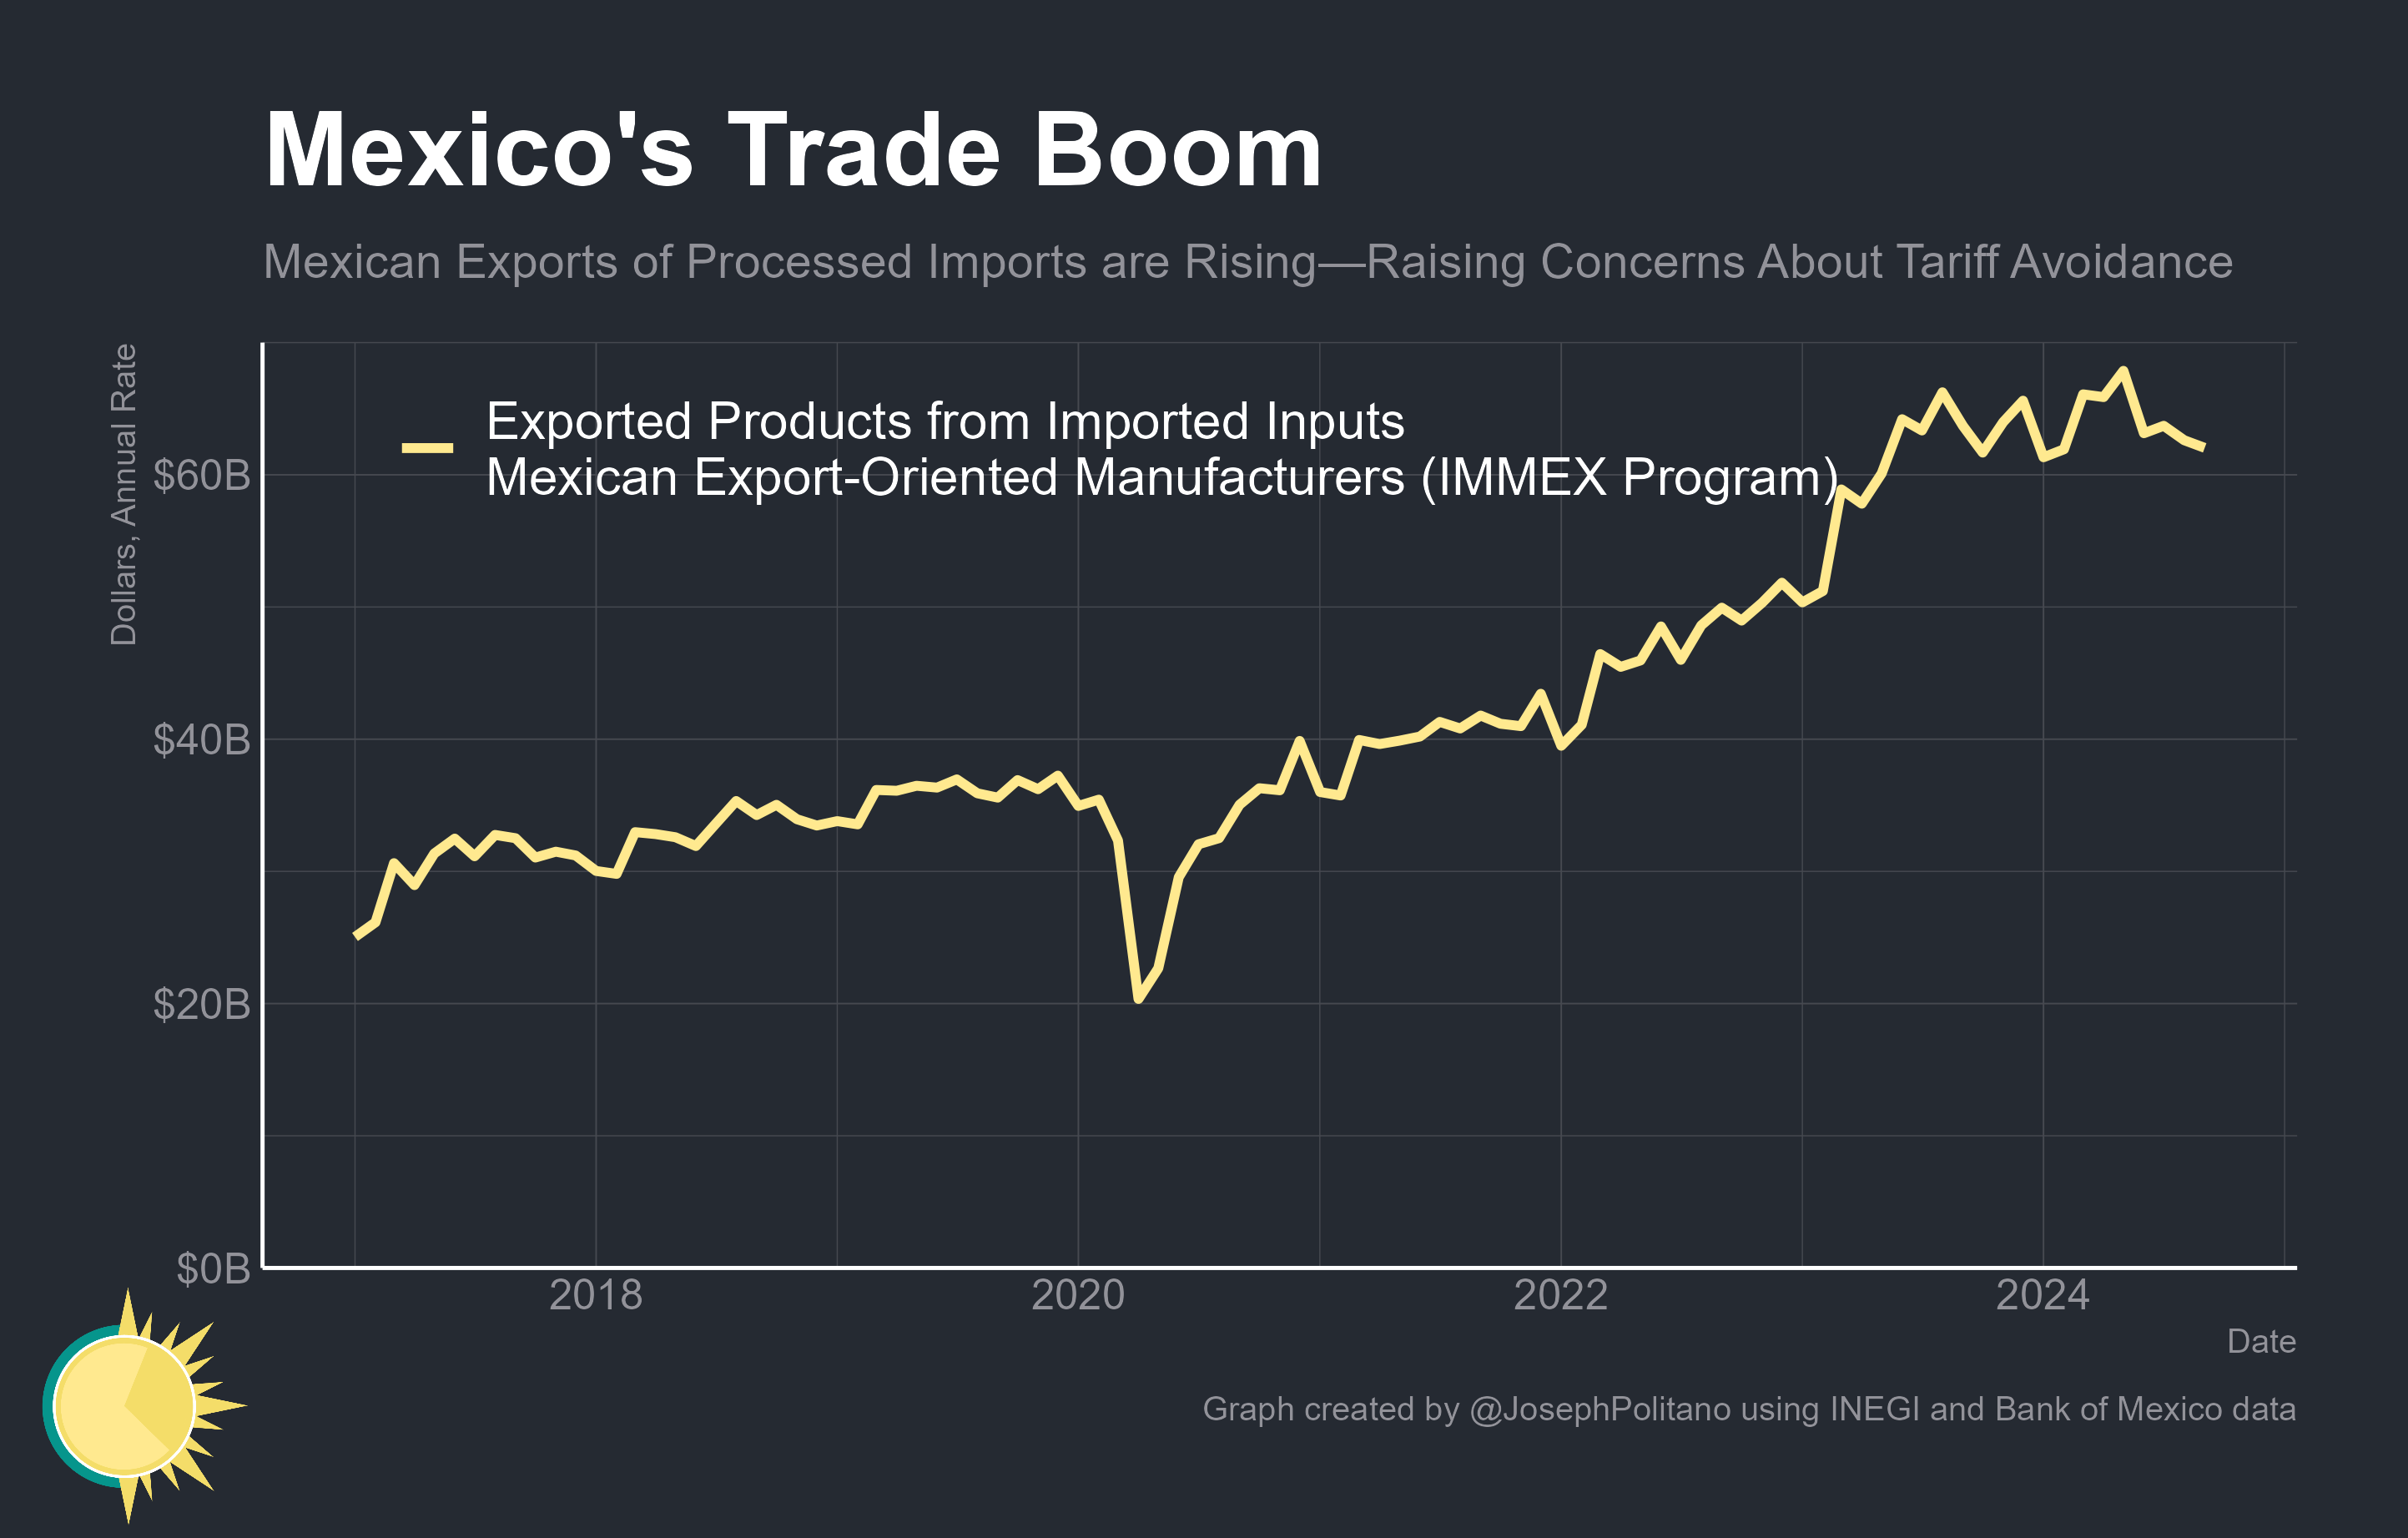 Mexico's Trade Boom
Mexican Exports of Processed Imports are Rising—Raising Concerns About Tariff Avoidance
Dollars, Annual Rate
Exported Products from Imported Inputs
Mexican Export-Oriented Manufacturers (IMMEX Program)
$60B
$40B
$20B
$0B
2018
2020
2022
2024
Date
Graph created by @JosephPolitano using INEGI and Bank of Mexico data